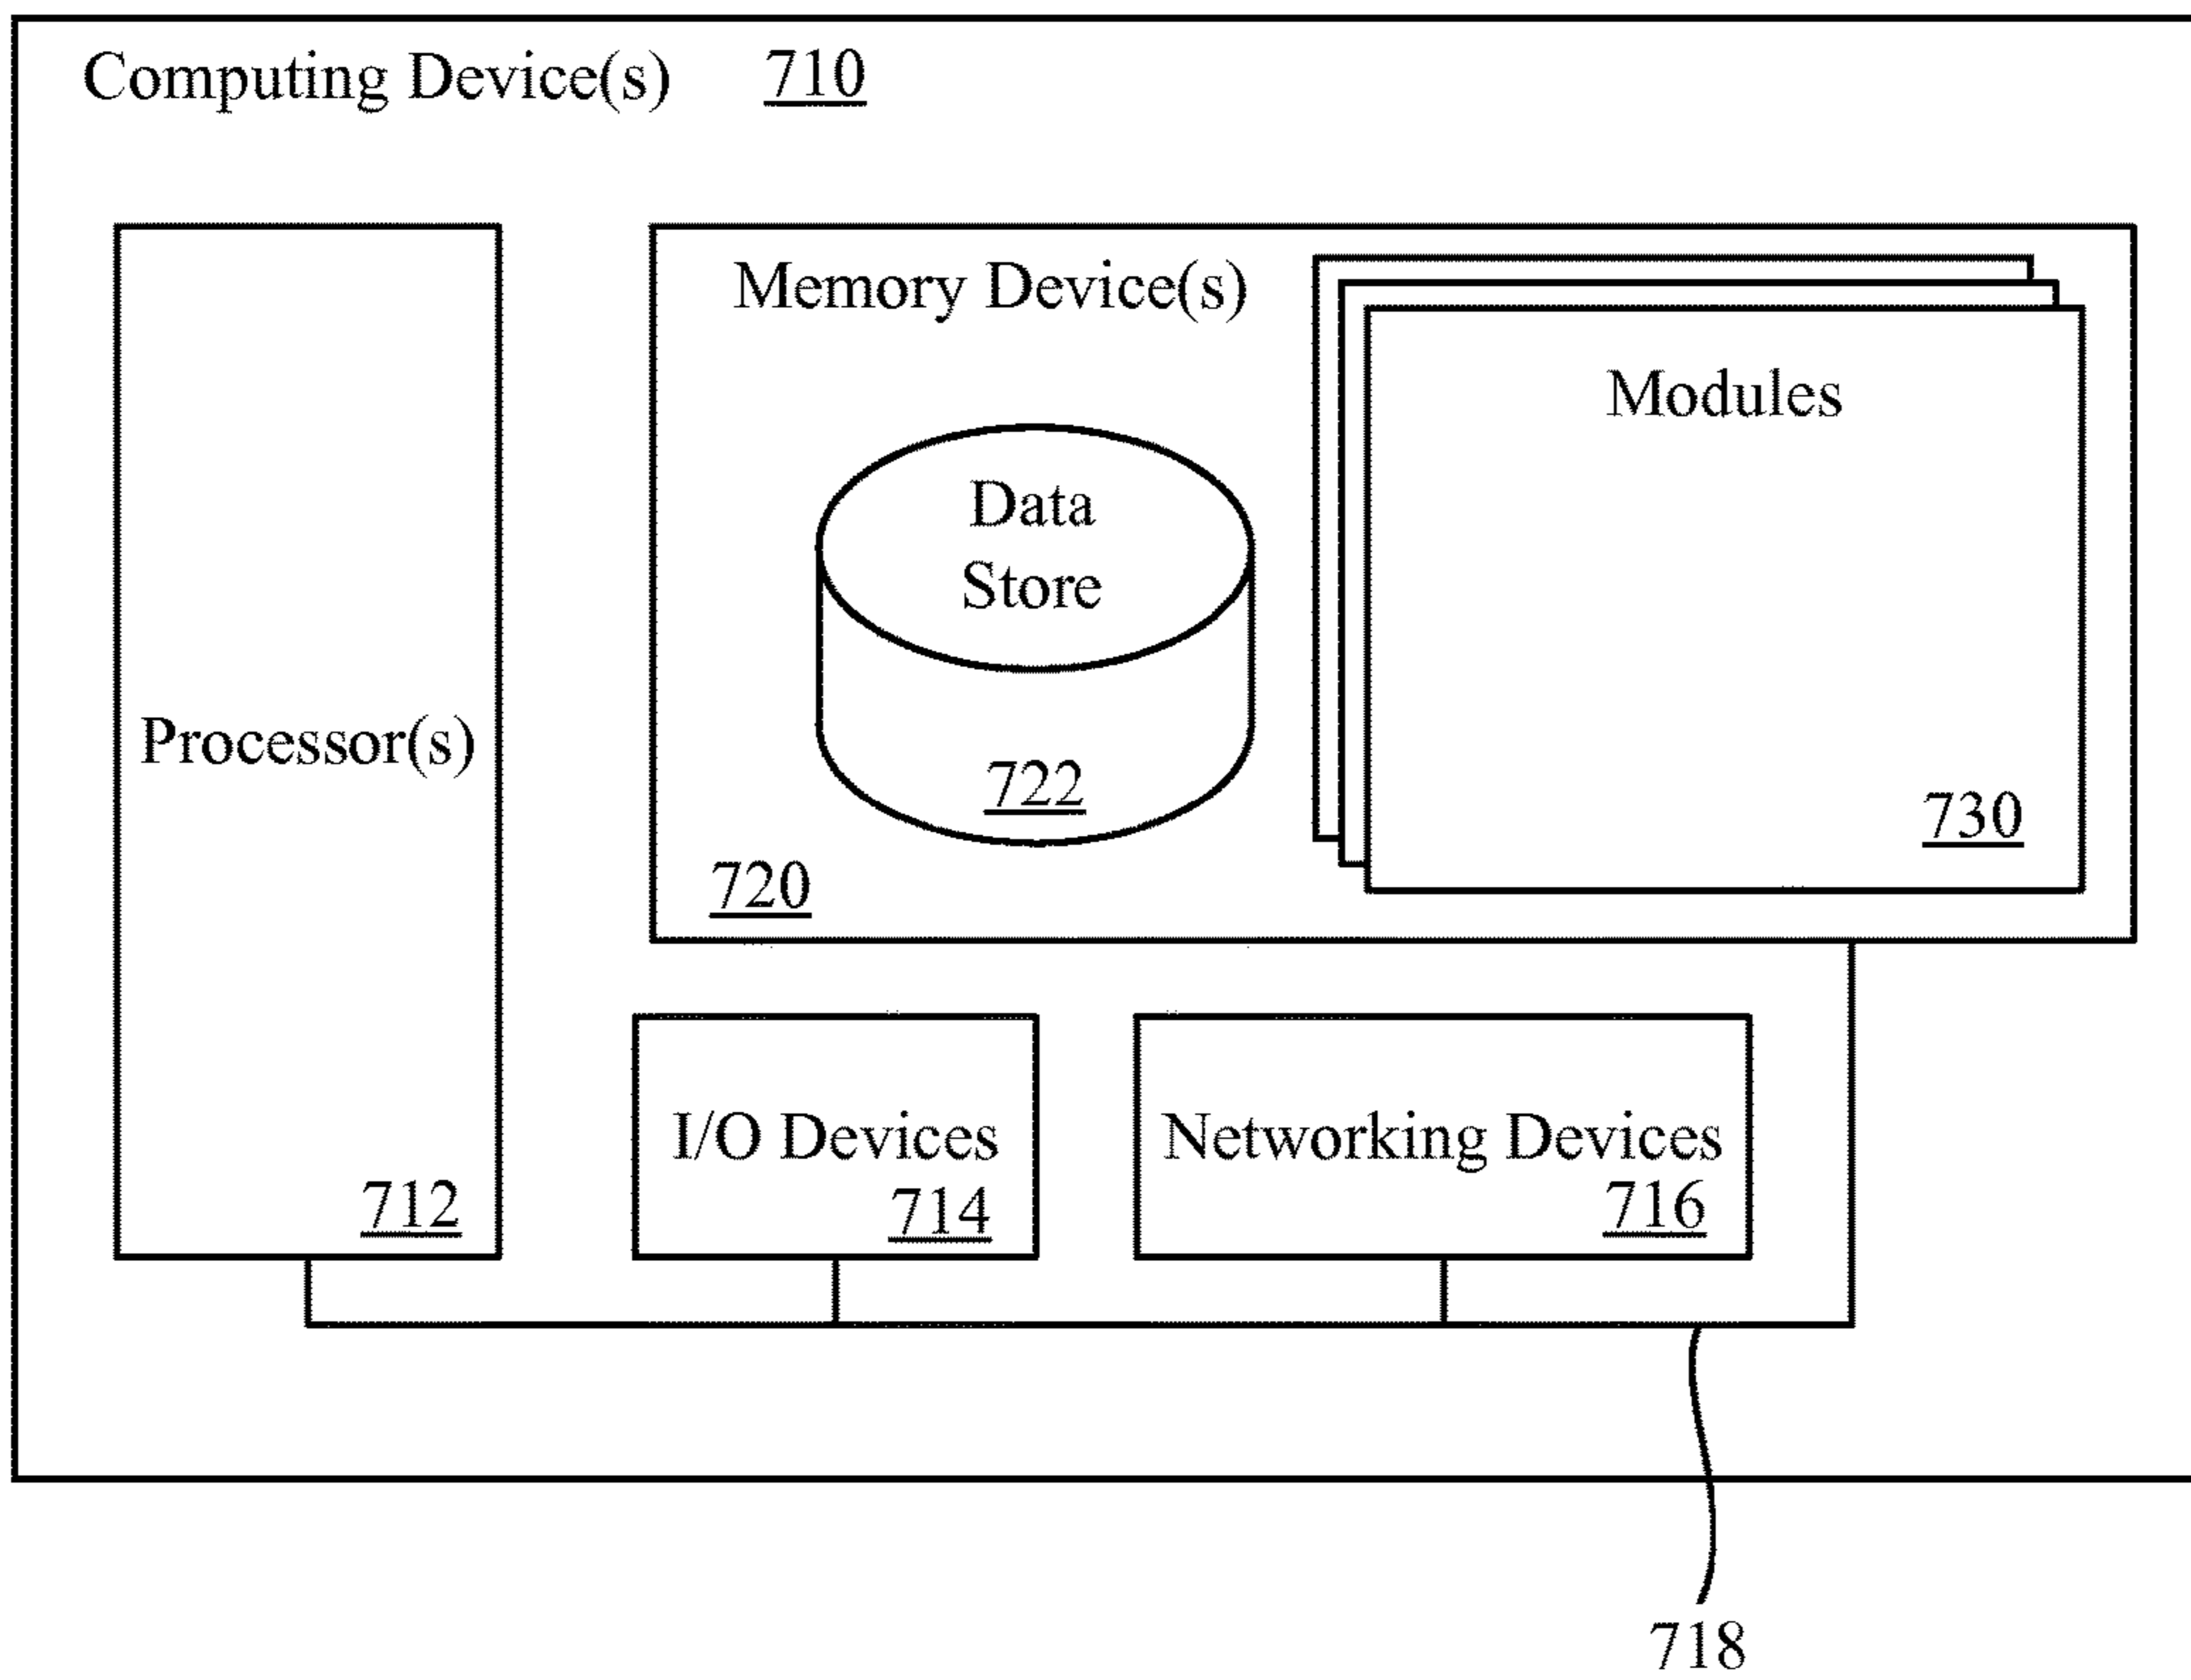 Computing Device(s) 710
Memory Device(s)
Modules
Data
Store
Processor(s)
722
730
720
I/O Devices
Networking Devices
712
714
716
718